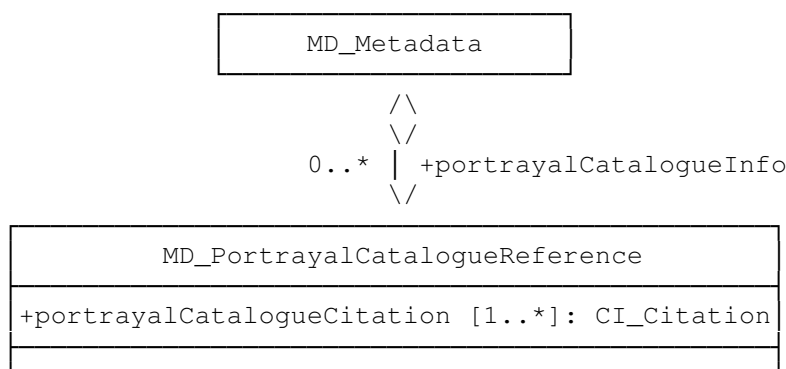 MD_Metadata
/\
\/
0..* | +portrayalCatalogueInfo
\/
MD_PortrayalCatalogueReference
+portrayalCatalogueCitation [1..*]: CI_Citation